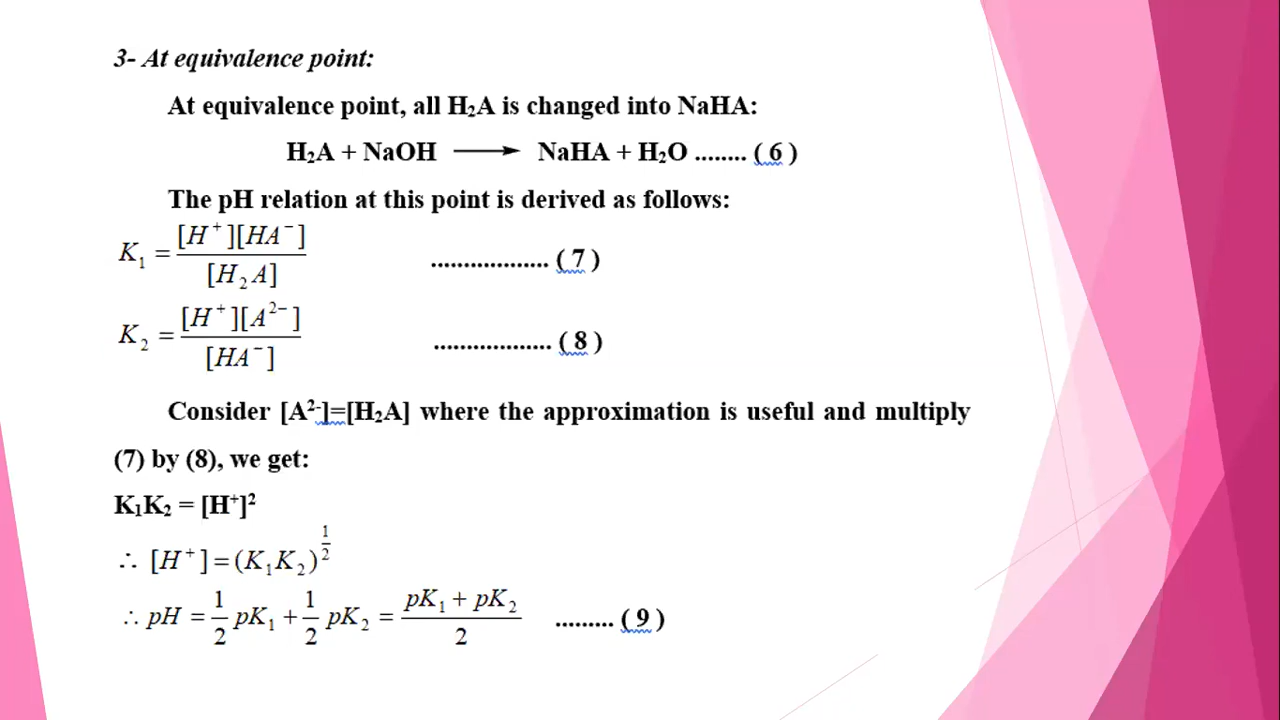 3- At equivalence point:
At equivalence point, all H₂A is changed into NaHA:
H₂A + NaOH ⟶ NaHA + H₂O ........ ( 6 )
The pH relation at this point is derived as follows:
K₁ = [H⁺][HA⁻] / [H₂A] .................. ( 7 )
K₂ = [H⁺][A²⁻] / [HA⁻] .................. ( 8 )
Consider [A²⁻]=[H₂A] where the approximation is useful and multiply
(7) by (8), we get:
K₁K₂ = [H⁺]²
∴ [H⁺] = (K₁K₂)^(1/2)
∴ pH = 1/2 pK₁ + 1/2 pK₂ = (pK₁ + pK₂) / 2 ......... ( 9 )